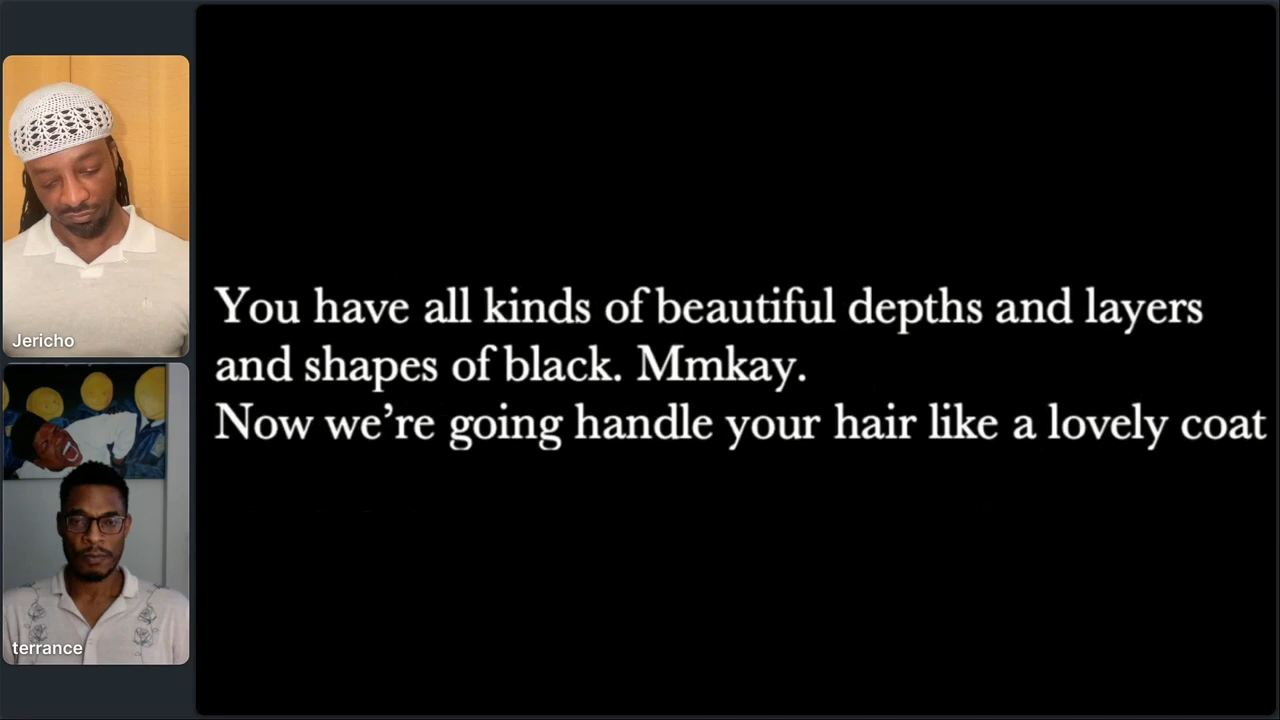 Jericho
terrance
You have all kinds of beautiful depths and layers
and shapes of black. Mmkay.
Now we’re going handle your hair like a lovely coat